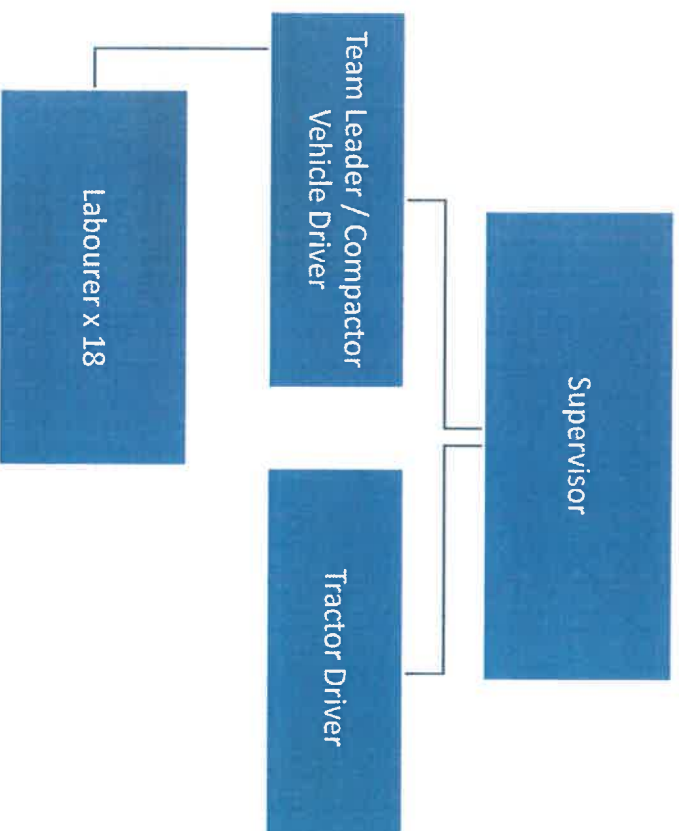 Supervisor
Team Leader / Compactor
Vehicle Driver
Tractor Driver
Labourer x 18